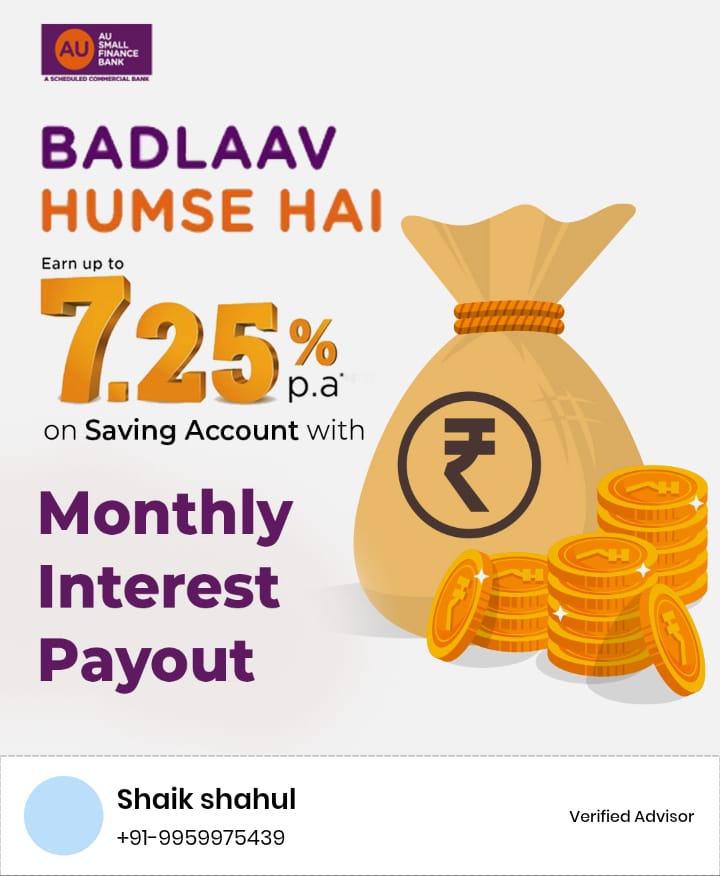 AU
AU
SMALL
FINANCE
BANK
A SCHEDULED COMMERCIAL BANK
BADLAAV
HUMSE HAI
Earn up to
7.25%
p.a*
on Saving Account with
Monthly
Interest
Payout
₹
Shaik shahul
+91-9959975439
Verified Advisor